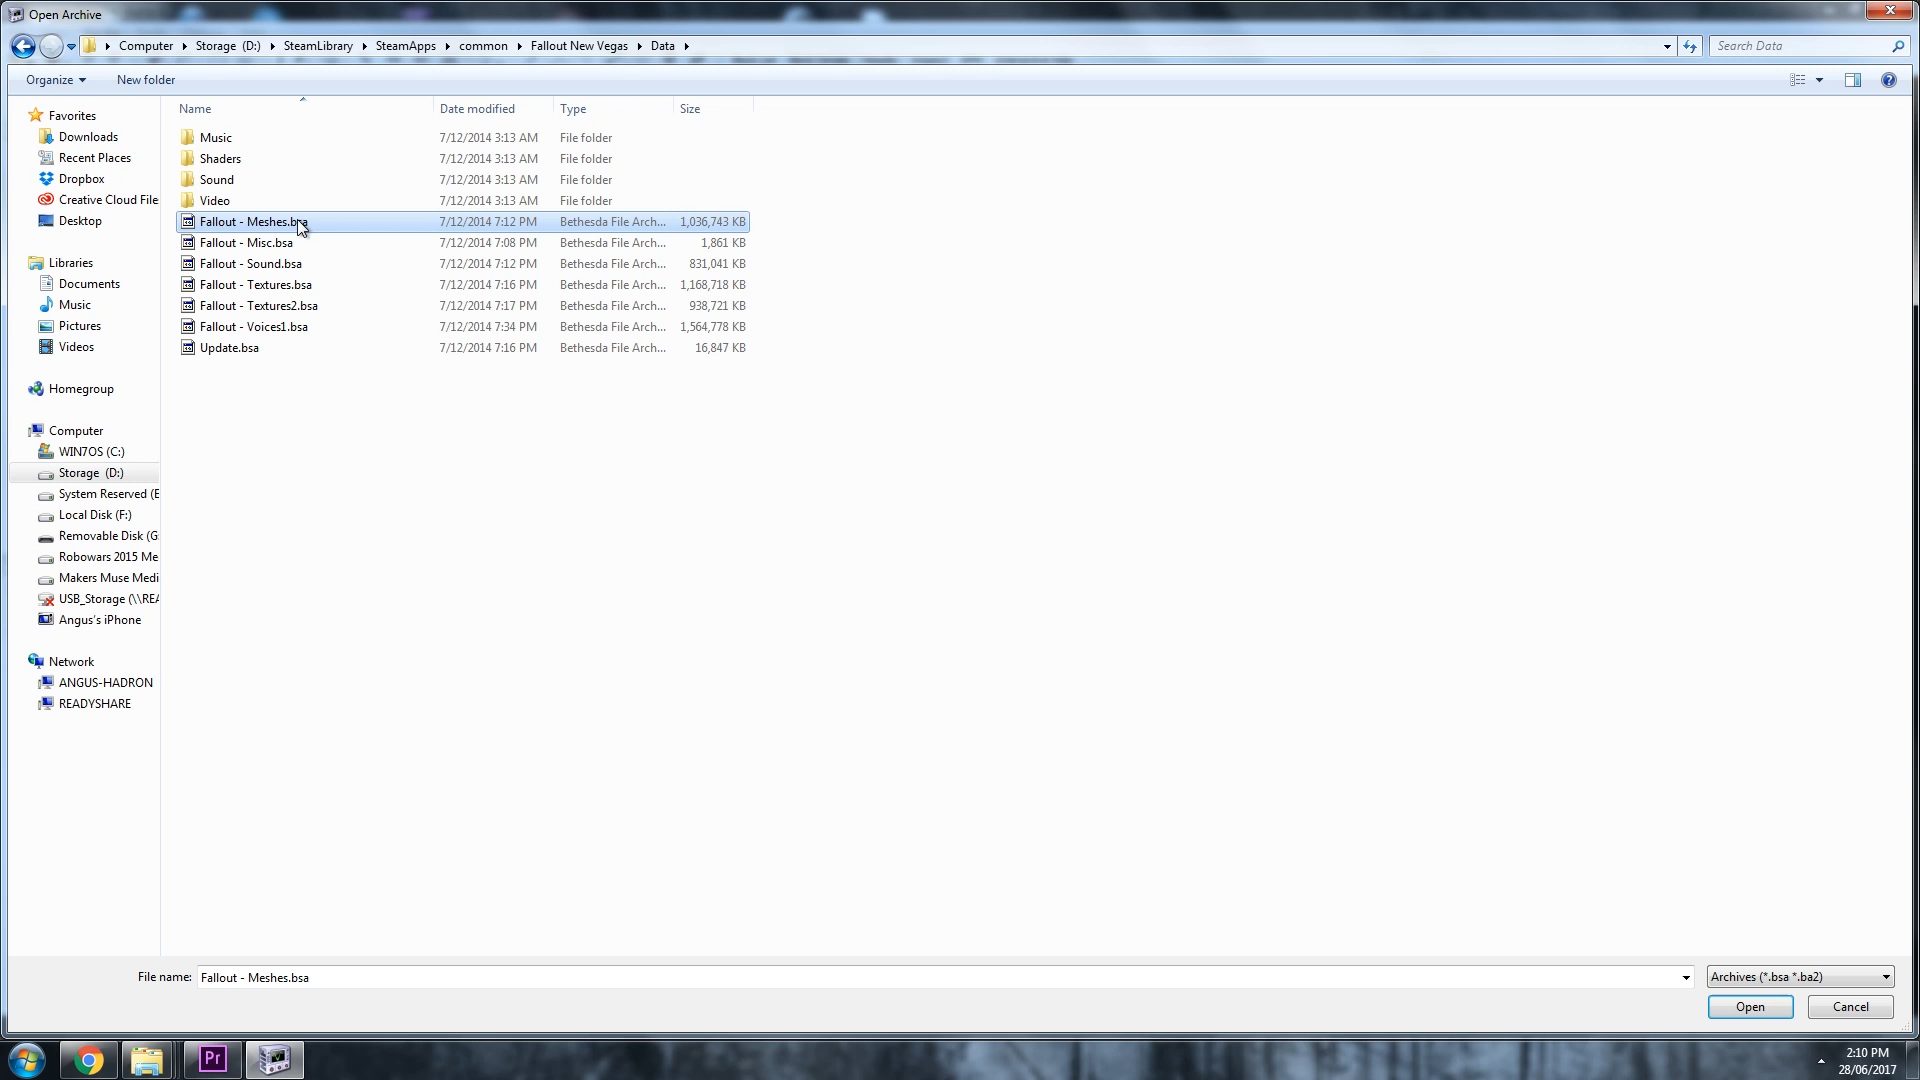 Open Archive
Computer Storage (D:) SteamLibrary SteamApps common Fallout New Vegas Data
Search Data
Organize
New folder
Name Date modified Type Size
Favorites
Downloads
Recent Places
Dropbox
Creative Cloud File
Desktop
Libraries
Documents
Music
Pictures
Videos
Homegroup
Computer
WIN7OS (C:)
Storage (D:)
System Reserved (E
Local Disk (F:)
Removable Disk (G:
Robowars 2015 Me
Makers Muse Medi
USB_Storage (\\REA
Angus's iPhone
Network
ANGUS-HADRON
READYSHARE
Music 7/12/2014 3:13 AM File folder
Shaders 7/12/2014 3:13 AM File folder
Sound 7/12/2014 3:13 AM File folder
Video 7/12/2014 3:13 AM File folder
Fallout - Meshes.bsa 7/12/2014 7:12 PM Bethesda File Arch... 1,036,743 KB
Fallout - Misc.bsa 7/12/2014 7:08 PM Bethesda File Arch... 1,861 KB
Fallout - Sound.bsa 7/12/2014 7:12 PM Bethesda File Arch... 831,041 KB
Fallout - Textures.bsa 7/12/2014 7:16 PM Bethesda File Arch... 1,168,718 KB
Fallout - Textures2.bsa 7/12/2014 7:17 PM Bethesda File Arch... 938,721 KB
Fallout - Voices1.bsa 7/12/2014 7:34 PM Bethesda File Arch... 1,564,778 KB
Update.bsa 7/12/2014 7:16 PM Bethesda File Arch... 16,847 KB
File name: Fallout - Meshes.bsa
Archives (*.bsa *.ba2)
Open
Cancel
Pr
2:10 PM
28/06/2017